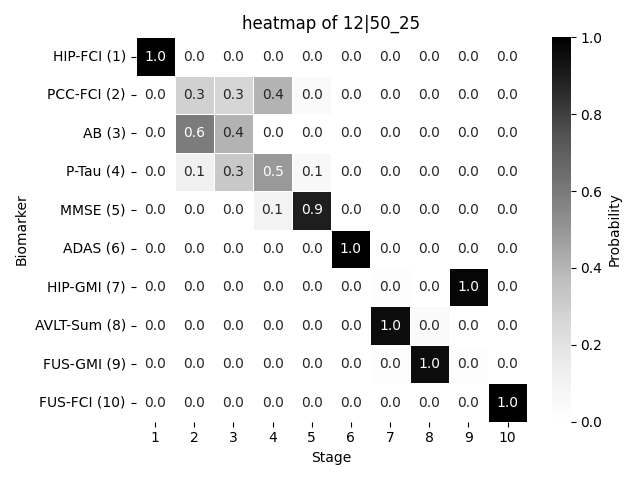 heatmap of 12|50_25
HIP-FCI (1) 1.0 0.0 0.0 0.0 0.0 0.0 0.0 0.0 0.0 0.0
PCC-FCI (2) 0.0 0.3 0.3 0.4 0.0 0.0 0.0 0.0 0.0 0.0
AB (3) 0.0 0.6 0.4 0.0 0.0 0.0 0.0 0.0 0.0 0.0
P-Tau (4) 0.0 0.1 0.3 0.5 0.1 0.0 0.0 0.0 0.0 0.0
MMSE (5) 0.0 0.0 0.0 0.1 0.9 0.0 0.0 0.0 0.0 0.0
ADAS (6) 0.0 0.0 0.0 0.0 0.0 1.0 0.0 0.0 0.0 0.0
HIP-GMI (7) 0.0 0.0 0.0 0.0 0.0 0.0 0.0 0.0 1.0 0.0
AVLT-Sum (8) 0.0 0.0 0.0 0.0 0.0 0.0 1.0 0.0 0.0 0.0
FUS-GMI (9) 0.0 0.0 0.0 0.0 0.0 0.0 0.0 1.0 0.0 0.0
FUS-FCI (10) 0.0 0.0 0.0 0.0 0.0 0.0 0.0 0.0 0.0 1.0
1 2 3 4 5 6 7 8 9 10
Stage
Biomarker
1.0
0.8
0.6
0.4
0.2
0.0
Probability